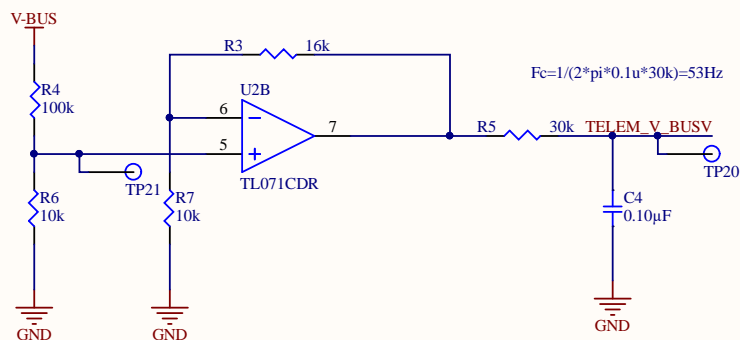 V-BUS
R3
16k
Fc=1/(2*pi*0.1u*30k)=53Hz
R4
100k
U2B
6
7
5
TL071CDR
R5
30k
TELEM_V_BUSV
TP21
TP20
R6
10k
R7
10k
C4
0.10µF
GND
GND
GND